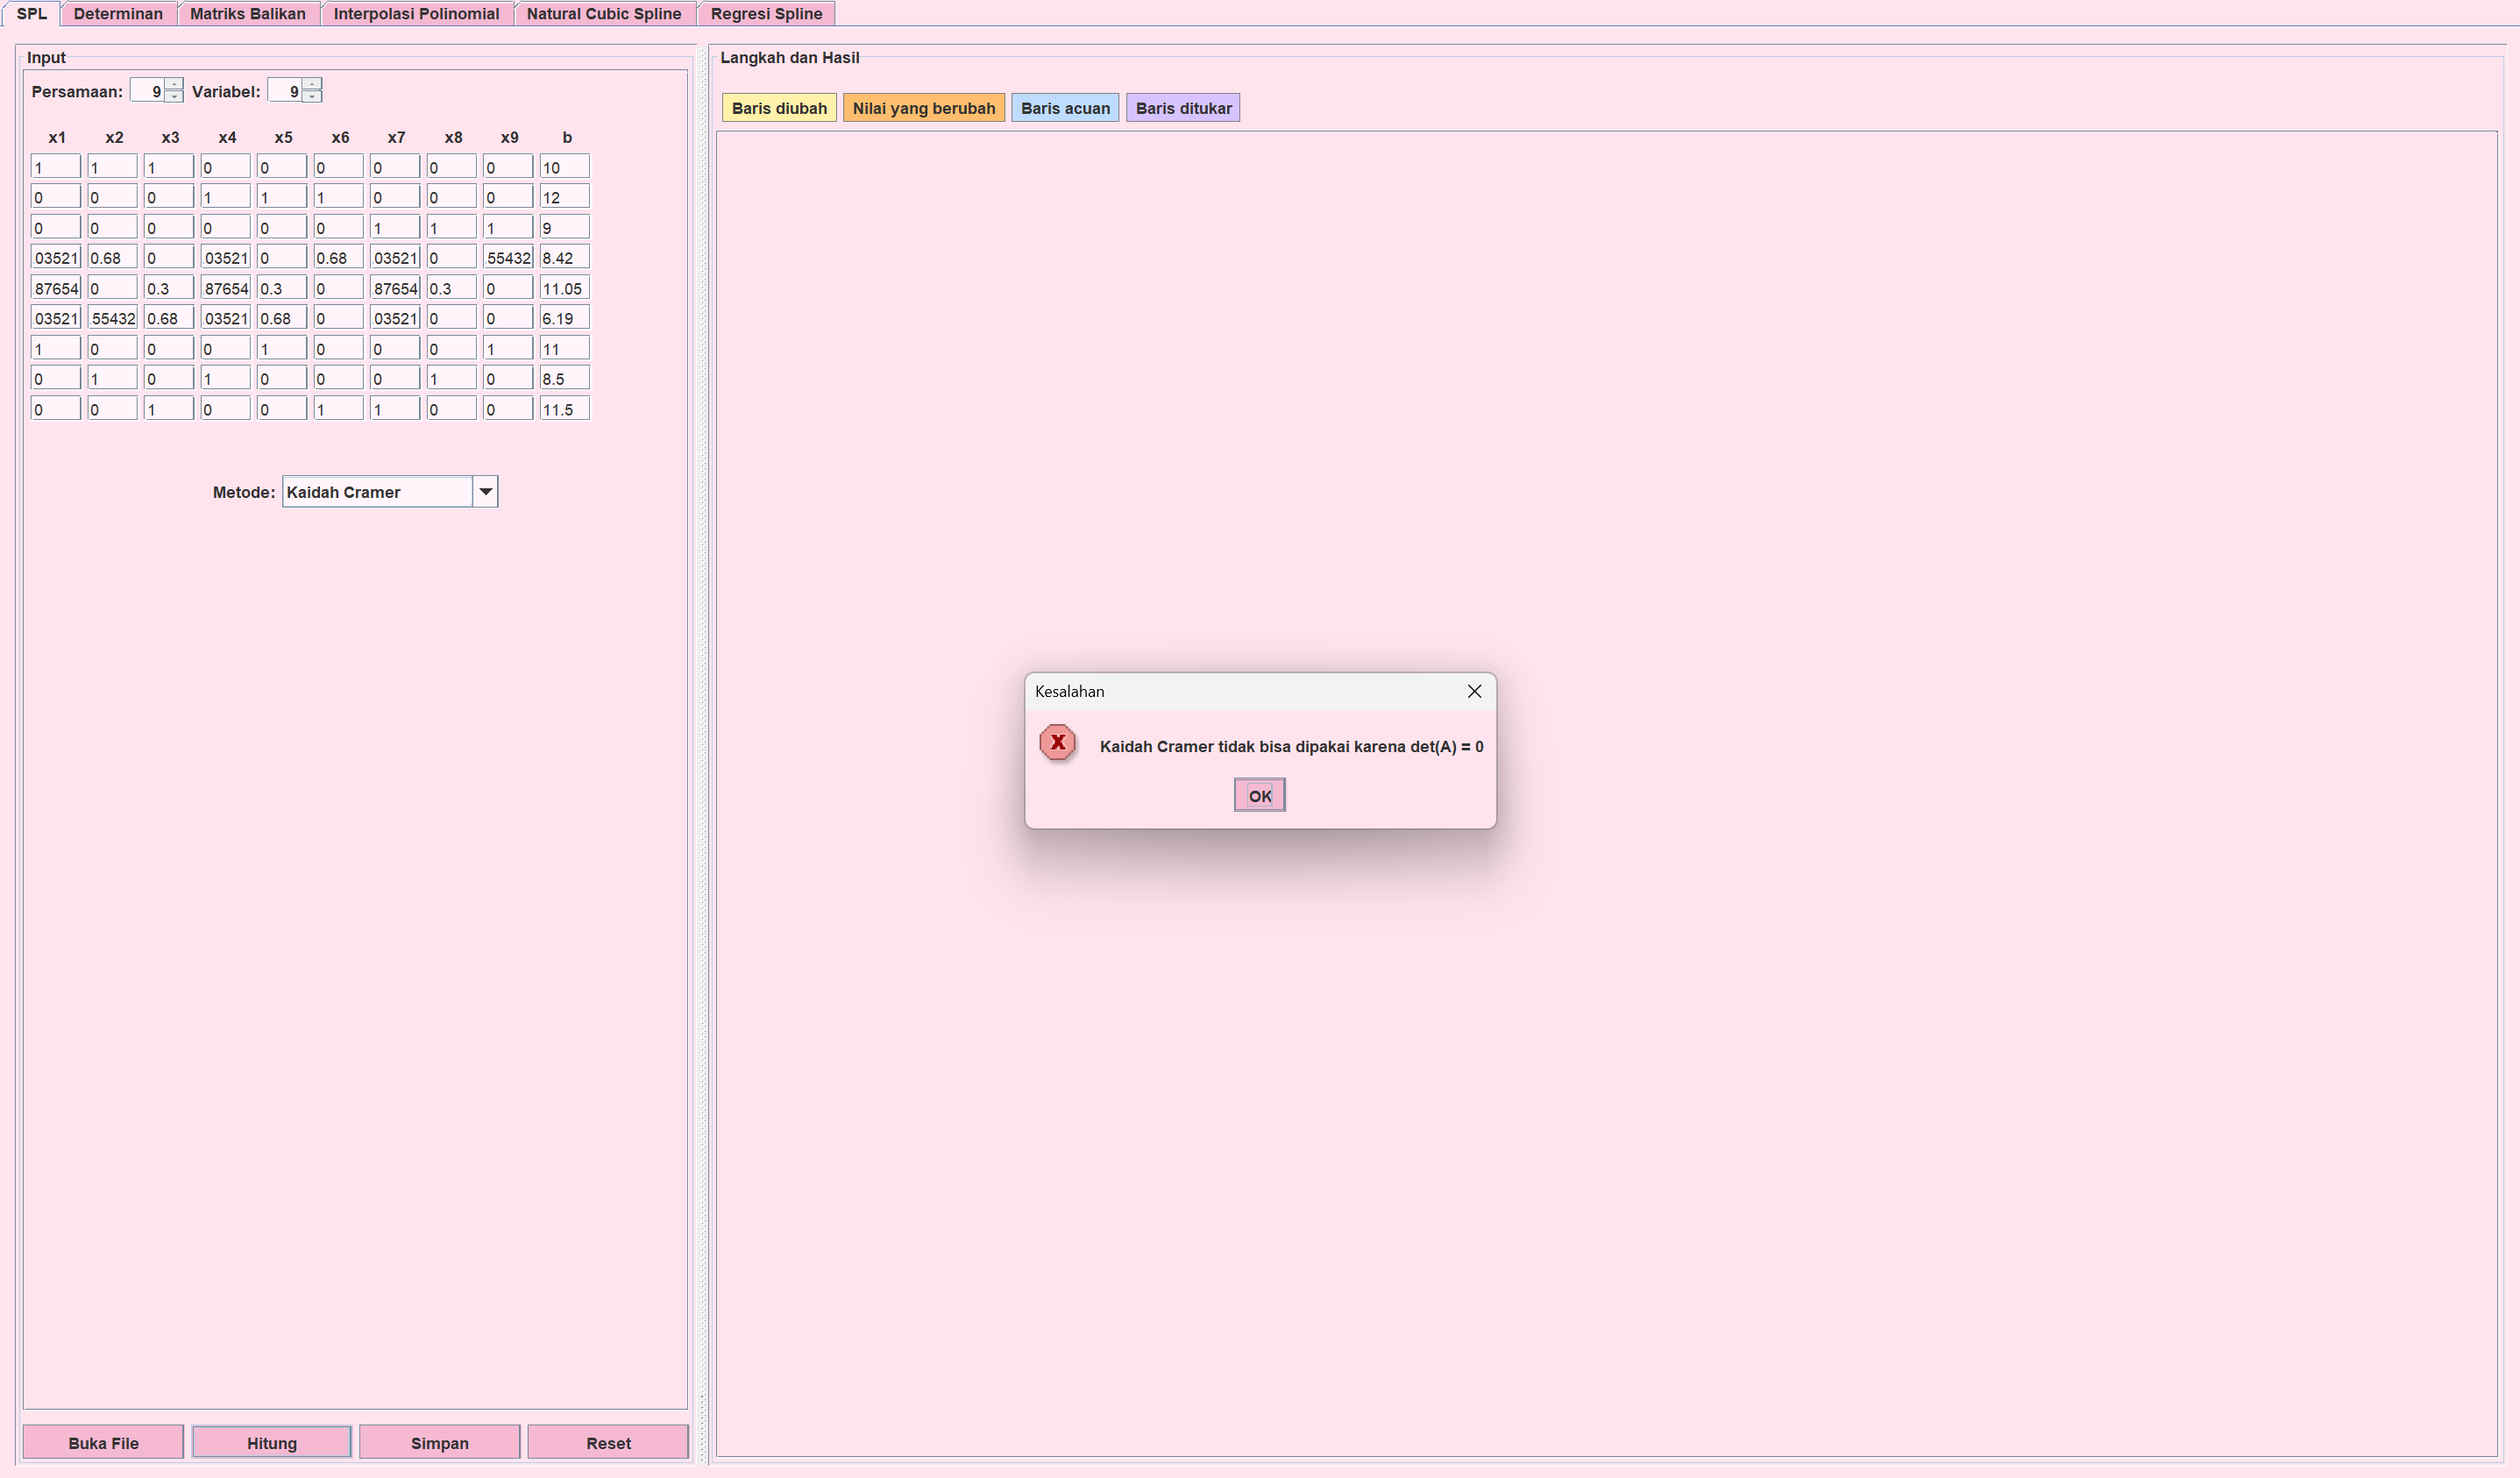 SPL Determinan Matriks Balikan Interpolasi Polinomial Natural Cubic Spline Regresi Spline
Input
Persamaan: 9 Variabel: 9
x1 x2 x3 x4 x5 x6 x7 x8 x9 b
1 1 1 0 0 0 0 0 0 10
0 0 0 1 1 1 0 0 0 12
0 0 0 0 0 0 1 1 1 9
03521 0.68 0 03521 0 0.68 03521 0 55432 8.42
87654 0 0.3 87654 0.3 0 87654 0.3 0 11.05
03521 55432 0.68 03521 0.68 0 03521 0 0 6.19
1 0 0 0 1 0 0 0 1 11
0 1 0 1 0 0 0 1 0 8.5
0 0 1 0 0 1 1 0 0 11.5
Metode: Kaidah Cramer
Buka File Hitung Simpan Reset
Langkah dan Hasil
Baris diubah Nilai yang berubah Baris acuan Baris ditukar
Kesalahan
Kaidah Cramer tidak bisa dipakai karena det(A) = 0
OK